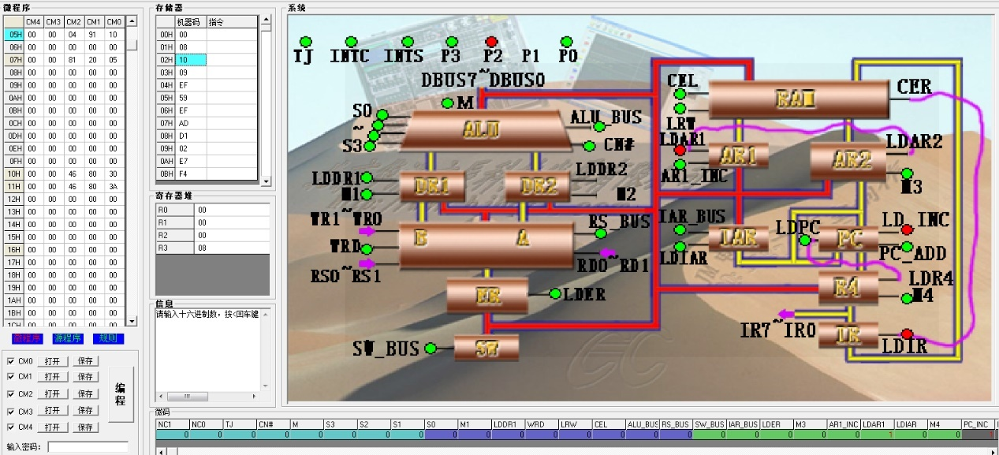 微程序
CM4 CM3 CM2 CM1 CM0
05H 00 00 04 91 10
06H 00 00 00 00 00
07H 00 00 81 20 05
08H 00 00 00 00 00
09H 00 00 00 00 00
0AH 00 00 00 00 00
0BH 00 00 00 00 00
0CH 00 00 00 00 00
0DH 00 00 00 00 00
0EH 00 00 00 00 00
0FH 00 00 00 00 00
10H 00 00 46 80 30
11H 00 00 46 80 3A
12H 00 00 00 00 00
13H 00 00 00 00 00
14H 00 00 00 00 00
15H 00 00 00 00 00
16H 00 00 00 00 00
17H 00 00 00 00 00
18H 00 00 00 00 00
19H 00 00 00 00 00
1AH 00 00 00 00 00
1BH 00 00 00 00 00
1CH 00 00 00 00 00
微程序 源程序 规则
CM0 打开 保存
CM1 打开 保存
CM2 打开 保存
CM3 打开 保存
CM4 打开 保存
编程
输入密码:
存储器
机器码 指令
00H 00
01H 08
02H 10
03H 09
04H EF
05H 59
06H EF
07H AD
08H D1
09H 02
0AH E7
0BH F4
寄存器堆
R0 00
R1 00
R2 00
R3 08
信息
请输入十六进制数，按<回车键
系统
TJ INTC INTS P3 P2 P1 P0
DBUS7~DBUS0
M
S0
~
S3
ALU
ALU_BUS
CN#
LDDR1
M1
DR1
DR2
LDDR2
M2
WR1~WR0
WRD
RS0~RS1
B A
RS_BUS
RD0~RD1
ER
LDER
SW_BUS
SW
CEL
LRW
RAM
CER
LDAR1
AR1
AR1_INC
AR2
LDAR2
M3
IAR_BUS
LDIAR
IAR
LDPC
PC
LD_INC
PC_ADD
R4
LDR4
M4
IR7~IR0
IR
LDIR
微码
NC1 NC0 TJ CN# M S3 S2 S1 S0 M1 LDDR1 WRD LRW CEL ALU_BUS RS_BUS SW_BUS IAR_BUS LDER M3 AR1_INC LDAR1 LDIAR M4 PC_INC
0 0 0 0 0 0 0 0 0 0 0 0 0 0 0 0 0 0 0 0 0 1 0 0 1